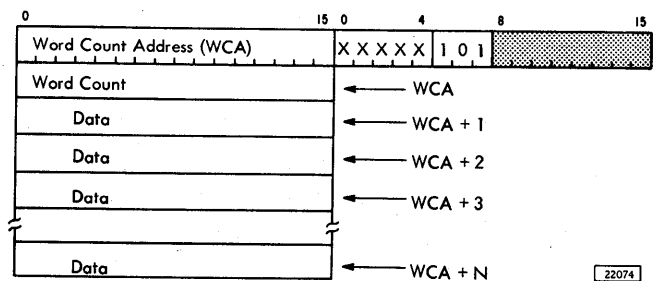 0 15 0 4 8 15
Word Count Address (WCA) X X X X X 1 0 1
Word Count WCA
Data WCA + 1
Data WCA + 2
Data WCA + 3
Data WCA + N
22074